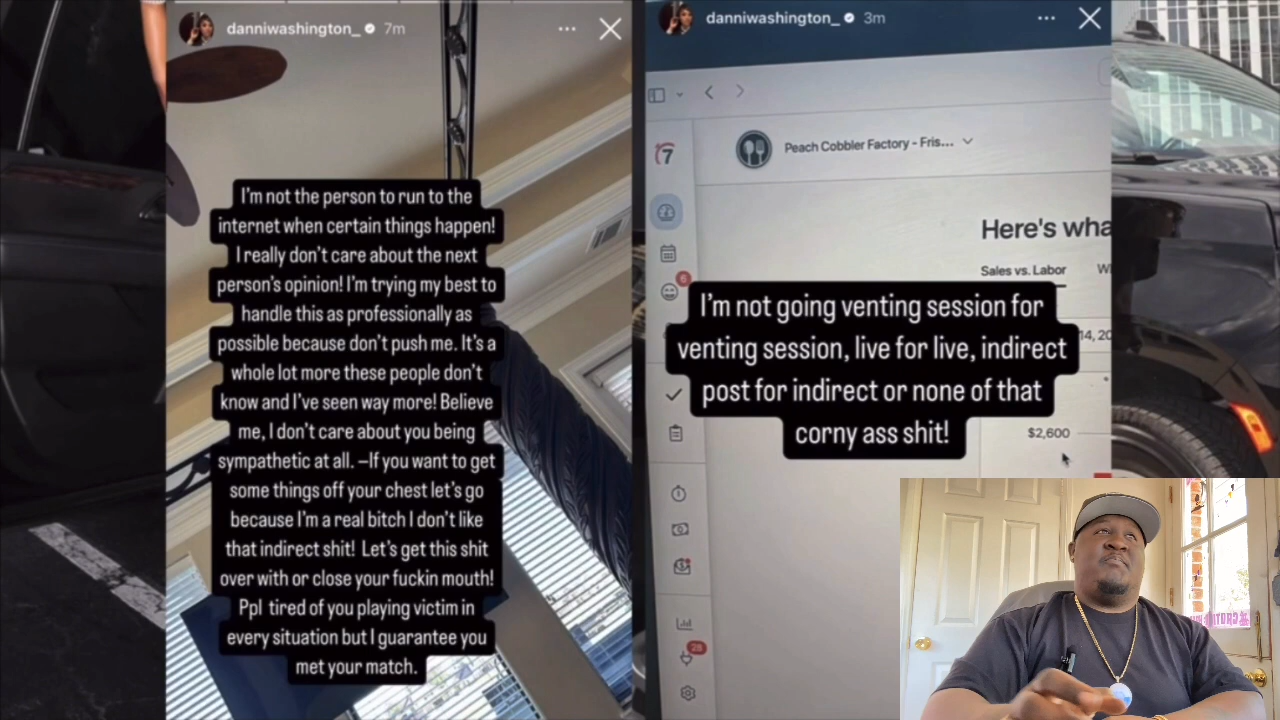 danniwashington_ 7m
I'm not the person to run to the
internet when certain things happen!
I really don't care about the next
person's opinion! I'm trying my best to
handle this as professionally as
possible because don't push me. It's a
whole lot more these people don't
know and I've seen way more! Believe
me, I don't care about you being
sympathetic at all. –If you want to get
some things off your chest let's go
because I'm a real bitch I don't like
that indirect shit! Let's get this shit
over with or close your fuckin mouth!
Ppl tired of you playing victim in
every situation but I guarantee you
met your match.
danniwashington_ 3m
7
Peach Cobbler Factory - Fris...
Here's wha
Sales vs. Labor
6
14, 20
I'm not going venting session for
venting session, live for live, indirect
post for indirect or none of that
corny ass shit!
$2,600
28